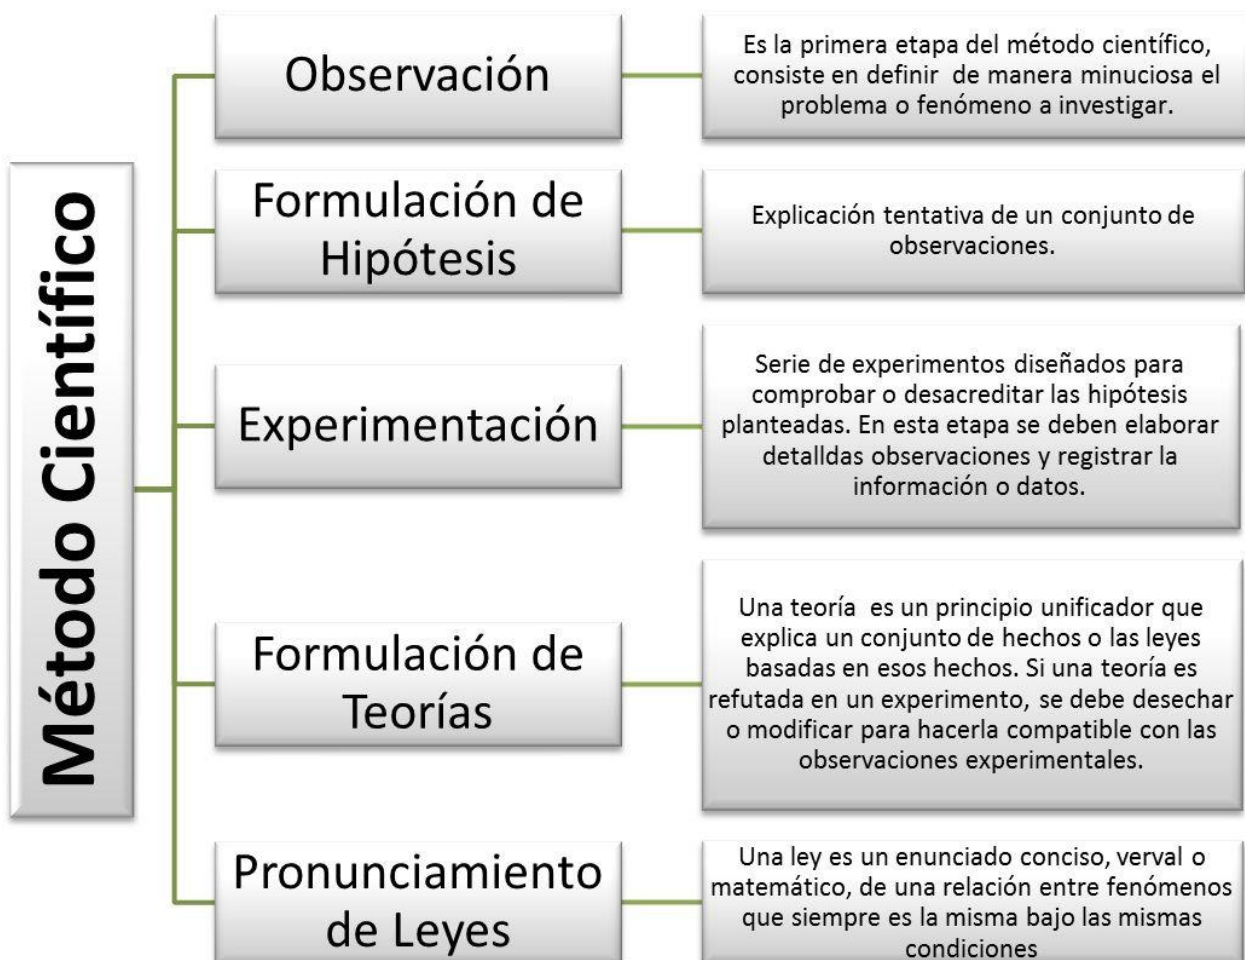 Método Científico
Observación
Es la primera etapa del método científico,
consiste en definir de manera minuciosa el
problema o fenómeno a investigar.
Formulación de
Hipótesis
Explicación tentativa de un conjunto de
observaciones.
Experimentación
Serie de experimentos diseñados para
comprobar o desacreditar las hipótesis
planteadas. En esta etapa se deben elaborar
detalldas observaciones y registrar la
información o datos.
Formulación de
Teorías
Una teoría es un principio unificador que
explica un conjunto de hechos o las leyes
basadas en esos hechos. Si una teoría es
refutada en un experimento, se debe desechar
o modificar para hacerla compatible con las
observaciones experimentales.
Pronunciamiento
de Leyes
Una ley es un enunciado conciso, verval o
matemático, de una relación entre fenómenos
que siempre es la misma bajo las mismas
condiciones